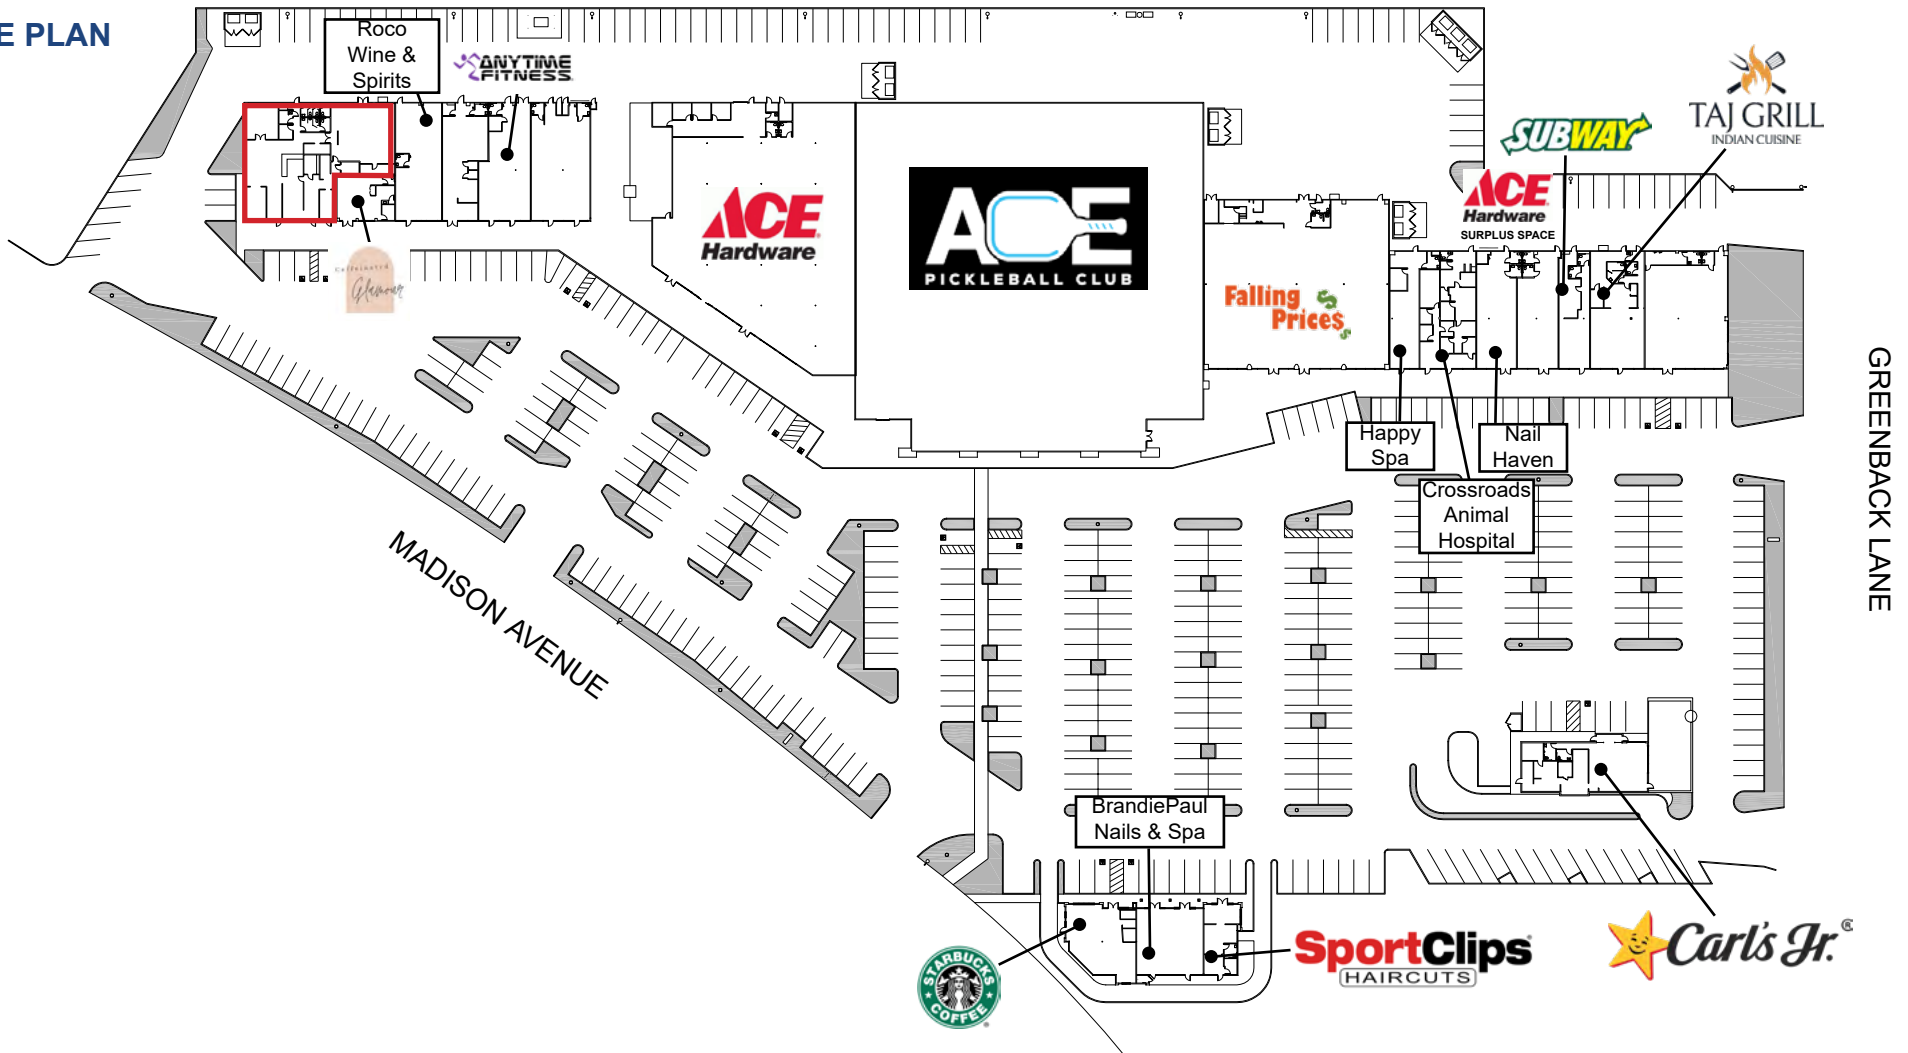 E PLAN
Roco
Wine &
Spirits
ANYTIME
FITNESS
TAJ GRILL
INDIAN CUISINE
SUBWAY
ACE
Hardware
SURPLUS SPACE
ACE
Hardware
ACE
PICKLEBALL CLUB
Caffeinated
Glamour
Falling
Prices
GREENBACK LANE
Happy
Spa
Nail
Haven
Crossroads
Animal
Hospital
MADISON AVENUE
BrandiePaul
Nails & Spa
STARBUCKS
COFFEE
SportClips
HAIRCUTS
Carl's Jr.®